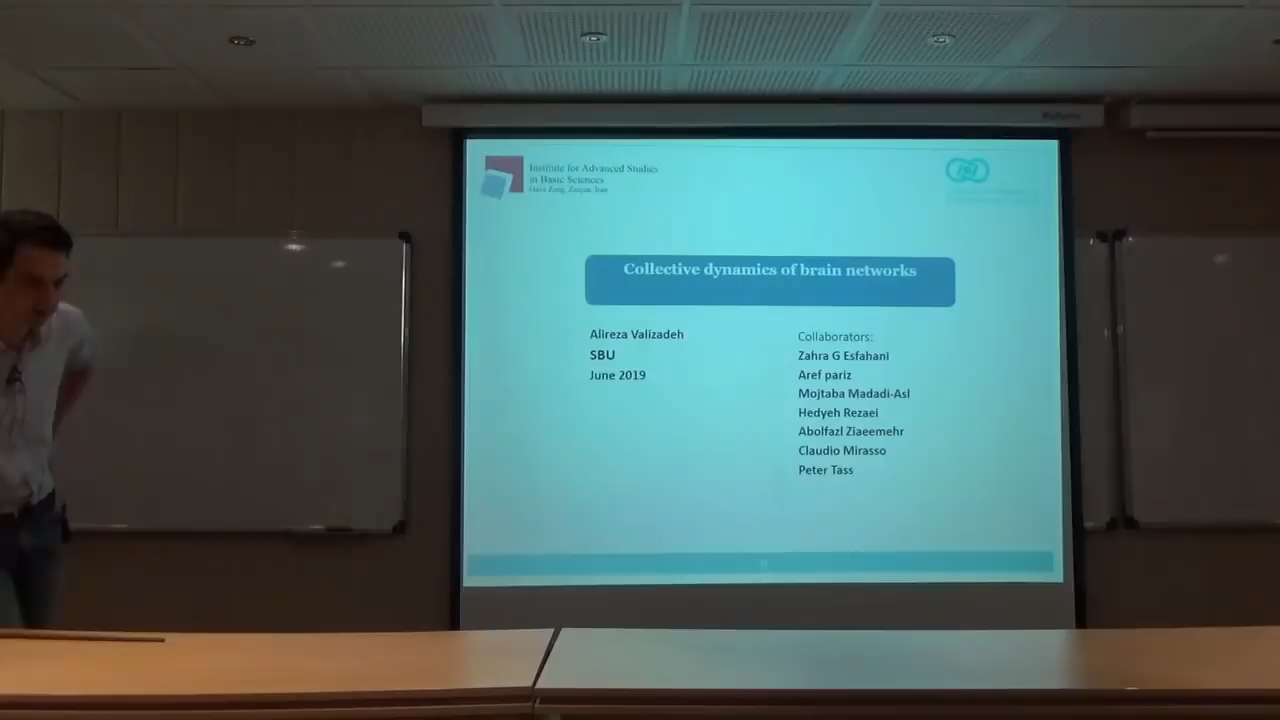 Institute for Advanced Studies
in Basic Sciences
Gava Zang, Zanjan, Iran
Collective dynamics of brain networks
Alireza Valizadeh
SBU
June 2019
Collaborators:
Zahra G Esfahani
Aref pariz
Mojtaba Madadi-Asl
Hedyeh Rezaei
Abolfazl Ziaeemehr
Claudio Mirasso
Peter Tass